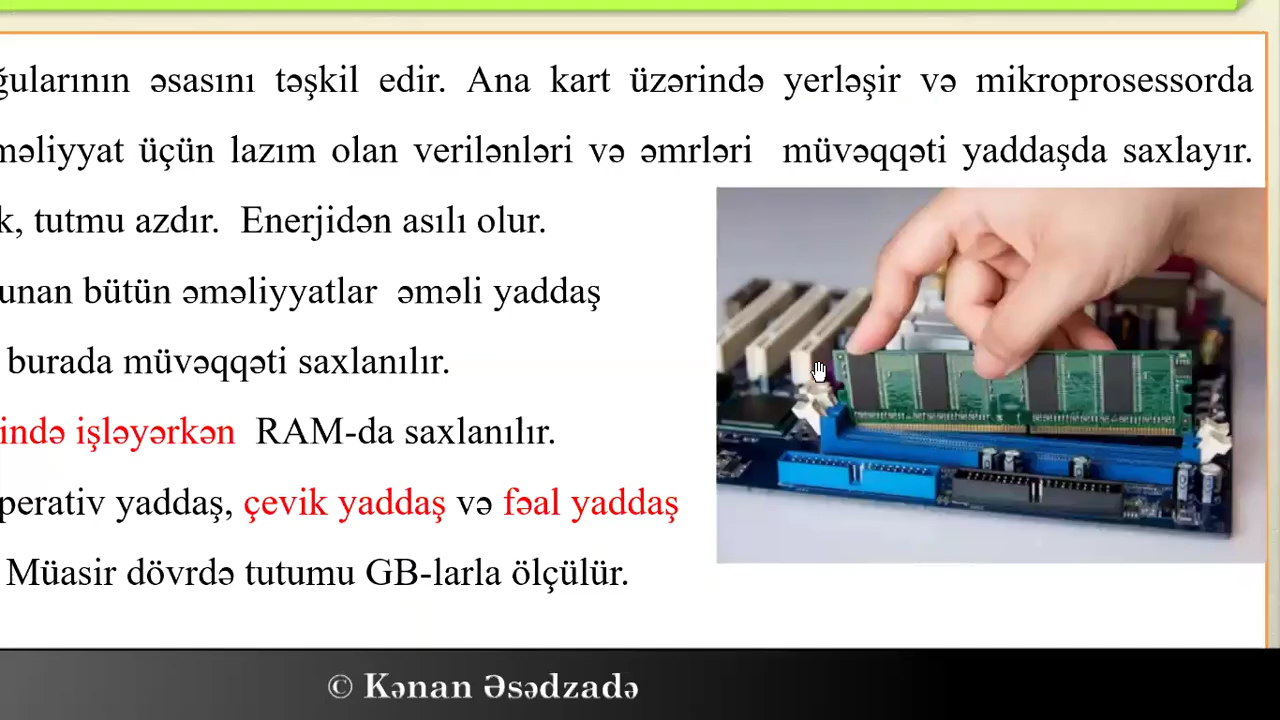 ğularının əsasını təşkil edir. Ana kart üzərində yerləşir və mikroprosessorda
məliyyat üçün lazım olan verilənləri və əmrləri müvəqqəti yaddaşda saxlayır.
k, tutmu azdır. Enerjidən asılı olur.
unan bütün əməliyyatlar əməli yaddaş
burada müvəqqəti saxlanılır.
ində işləyərkən RAM-da saxlanılır.
perativ yaddaş, çevik yaddaş və fəal yaddaş
Müasir dövrdə tutumu GB-larla ölçülür.
© Kənan Əsədzadə